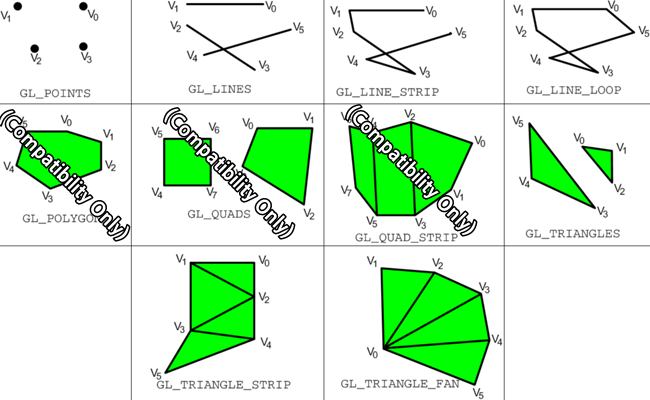 V1 V0
V2 V3
GL_POINTS
V1 V0
V2 V5
V4 V3
GL_LINES
V1 V0
V2 V5
V4 V3
GL_LINE_STRIP
V1 V0
V2 V5
V4 V3
GL_LINE_LOOP
V5 V0 V1
V4 V2
V3
(Compatibility Only)
GL_POLYGON
V5 V6 V0 V1
V4 V7 V2
(Compatibility Only)
GL_QUADS
V2 V0
V7 V1
V5 V3
(Compatibility Only)
GL_QUAD_STRIP
V5 V0 V1
V4 V2
V3
GL_TRIANGLES
V1 V0
V2
V3 V4
V5
GL_TRIANGLE_STRIP
V1 V2
V3
V0 V4
GL_TRIANGLE_FAN
V5